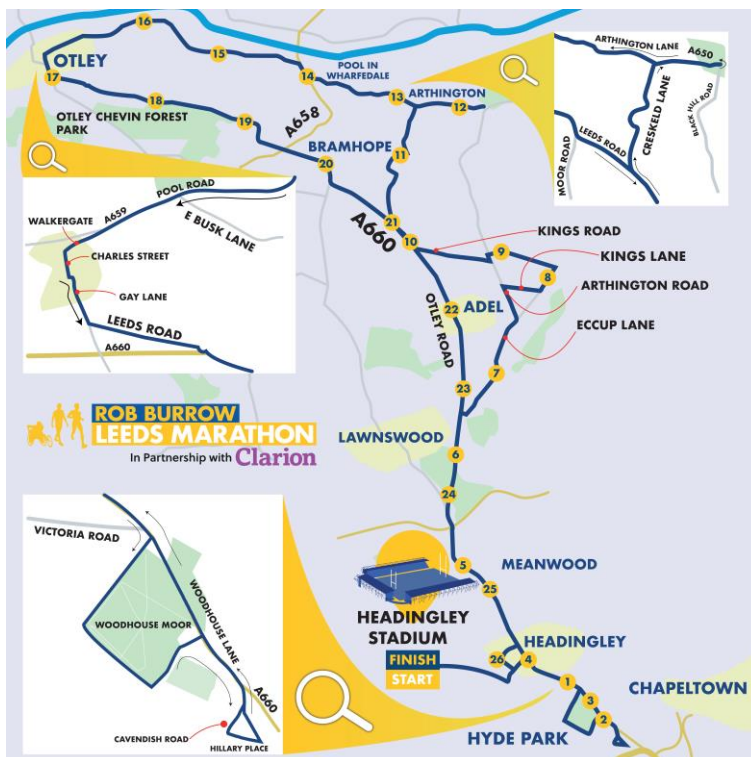 16
OTLEY
15
POOL IN
WHARFEDALE
14
17
13
ARTHINGTON
12
18
OTLEY CHEVIN FOREST
PARK
19
A658
BRAMHOPE
11
20
21
A660
10
KINGS ROAD
9
8
KINGS LANE
ARTHINGTON ROAD
22
ADEL
OTLEY ROAD
ECCUP LANE
7
23
LAWNSWOOD
6
24
5
MEANWOOD
25
HEADINGLEY
STADIUM
FINISH
START
HEADINGLEY
26
4
1
3
2
CHAPELTOWN
HYDE PARK
ARTHINGTON LANE
A650
CRESKELD LANE
BLACK HILL ROAD
LEEDS ROAD
MOOR ROAD
POOL ROAD
A659
WALKERGATE
E BUSK LANE
CHARLES STREET
GAY LANE
LEEDS ROAD
A660
ROB BURROW
LEEDS MARATHON
In Partnership with Clarion
VICTORIA ROAD
WOODHOUSE MOOR
WOODHOUSE LANE
A660
CAVENDISH ROAD
HILLARY PLACE